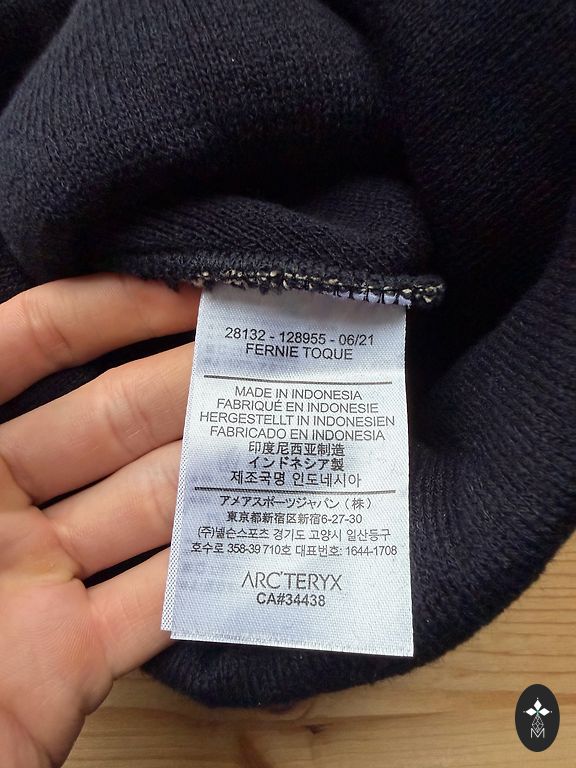 28132 - 128955 - 06/21
FERNIE TOQUE
MADE IN INDONESIA
FABRIQUÉ EN INDONESIE
HERGESTELLT IN INDONESIEN
FABRICADO EN INDONESIA
印度尼西亚制造
インドネシア製
제조국명 인도네시아
アメアスポーツジャパン（株）
東京都新宿区新宿6-27-30
(주)넬슨스포츠 경기도 고양시 일산동구
호수로 358-39 710호 대표번호: 1644-1708
ARC'TERYX
CA#34438
M